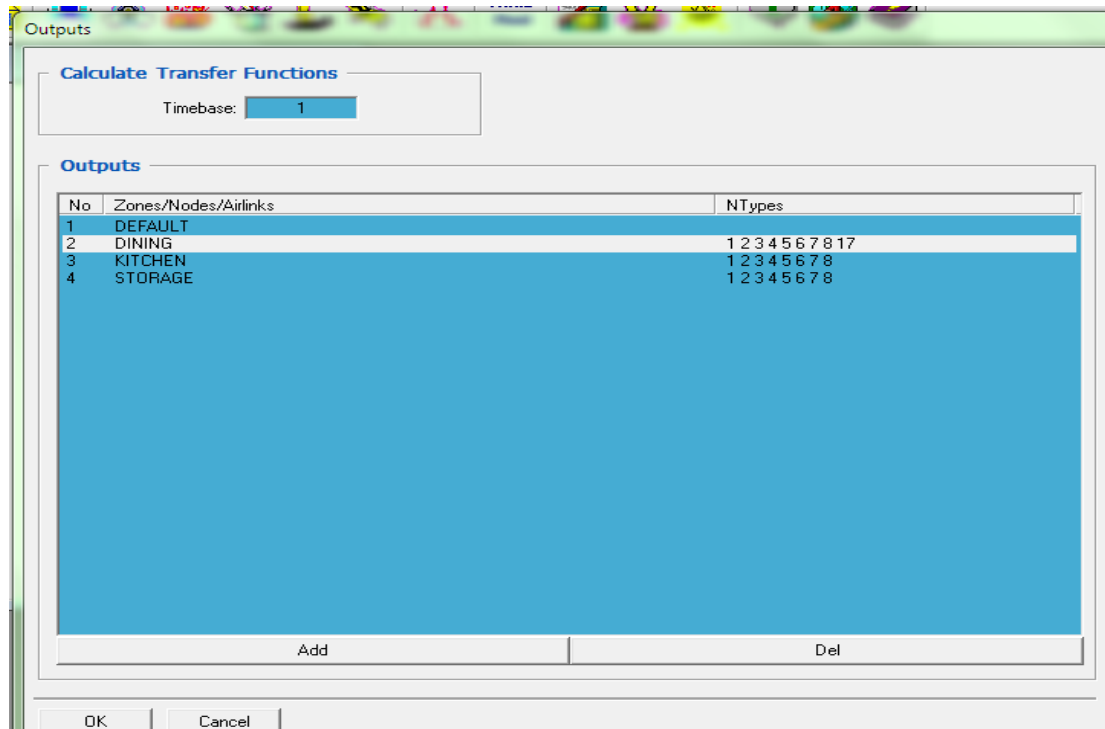 Outputs
Calculate Transfer Functions
Timebase: 1
Outputs
No Zones/Nodes/Airlinks NTypes
1 DEFAULT
2 DINING 1 2 3 4 5 6 7 8 17
3 KITCHEN 1 2 3 4 5 6 7 8
4 STORAGE 1 2 3 4 5 6 7 8
Add Del
OK Cancel